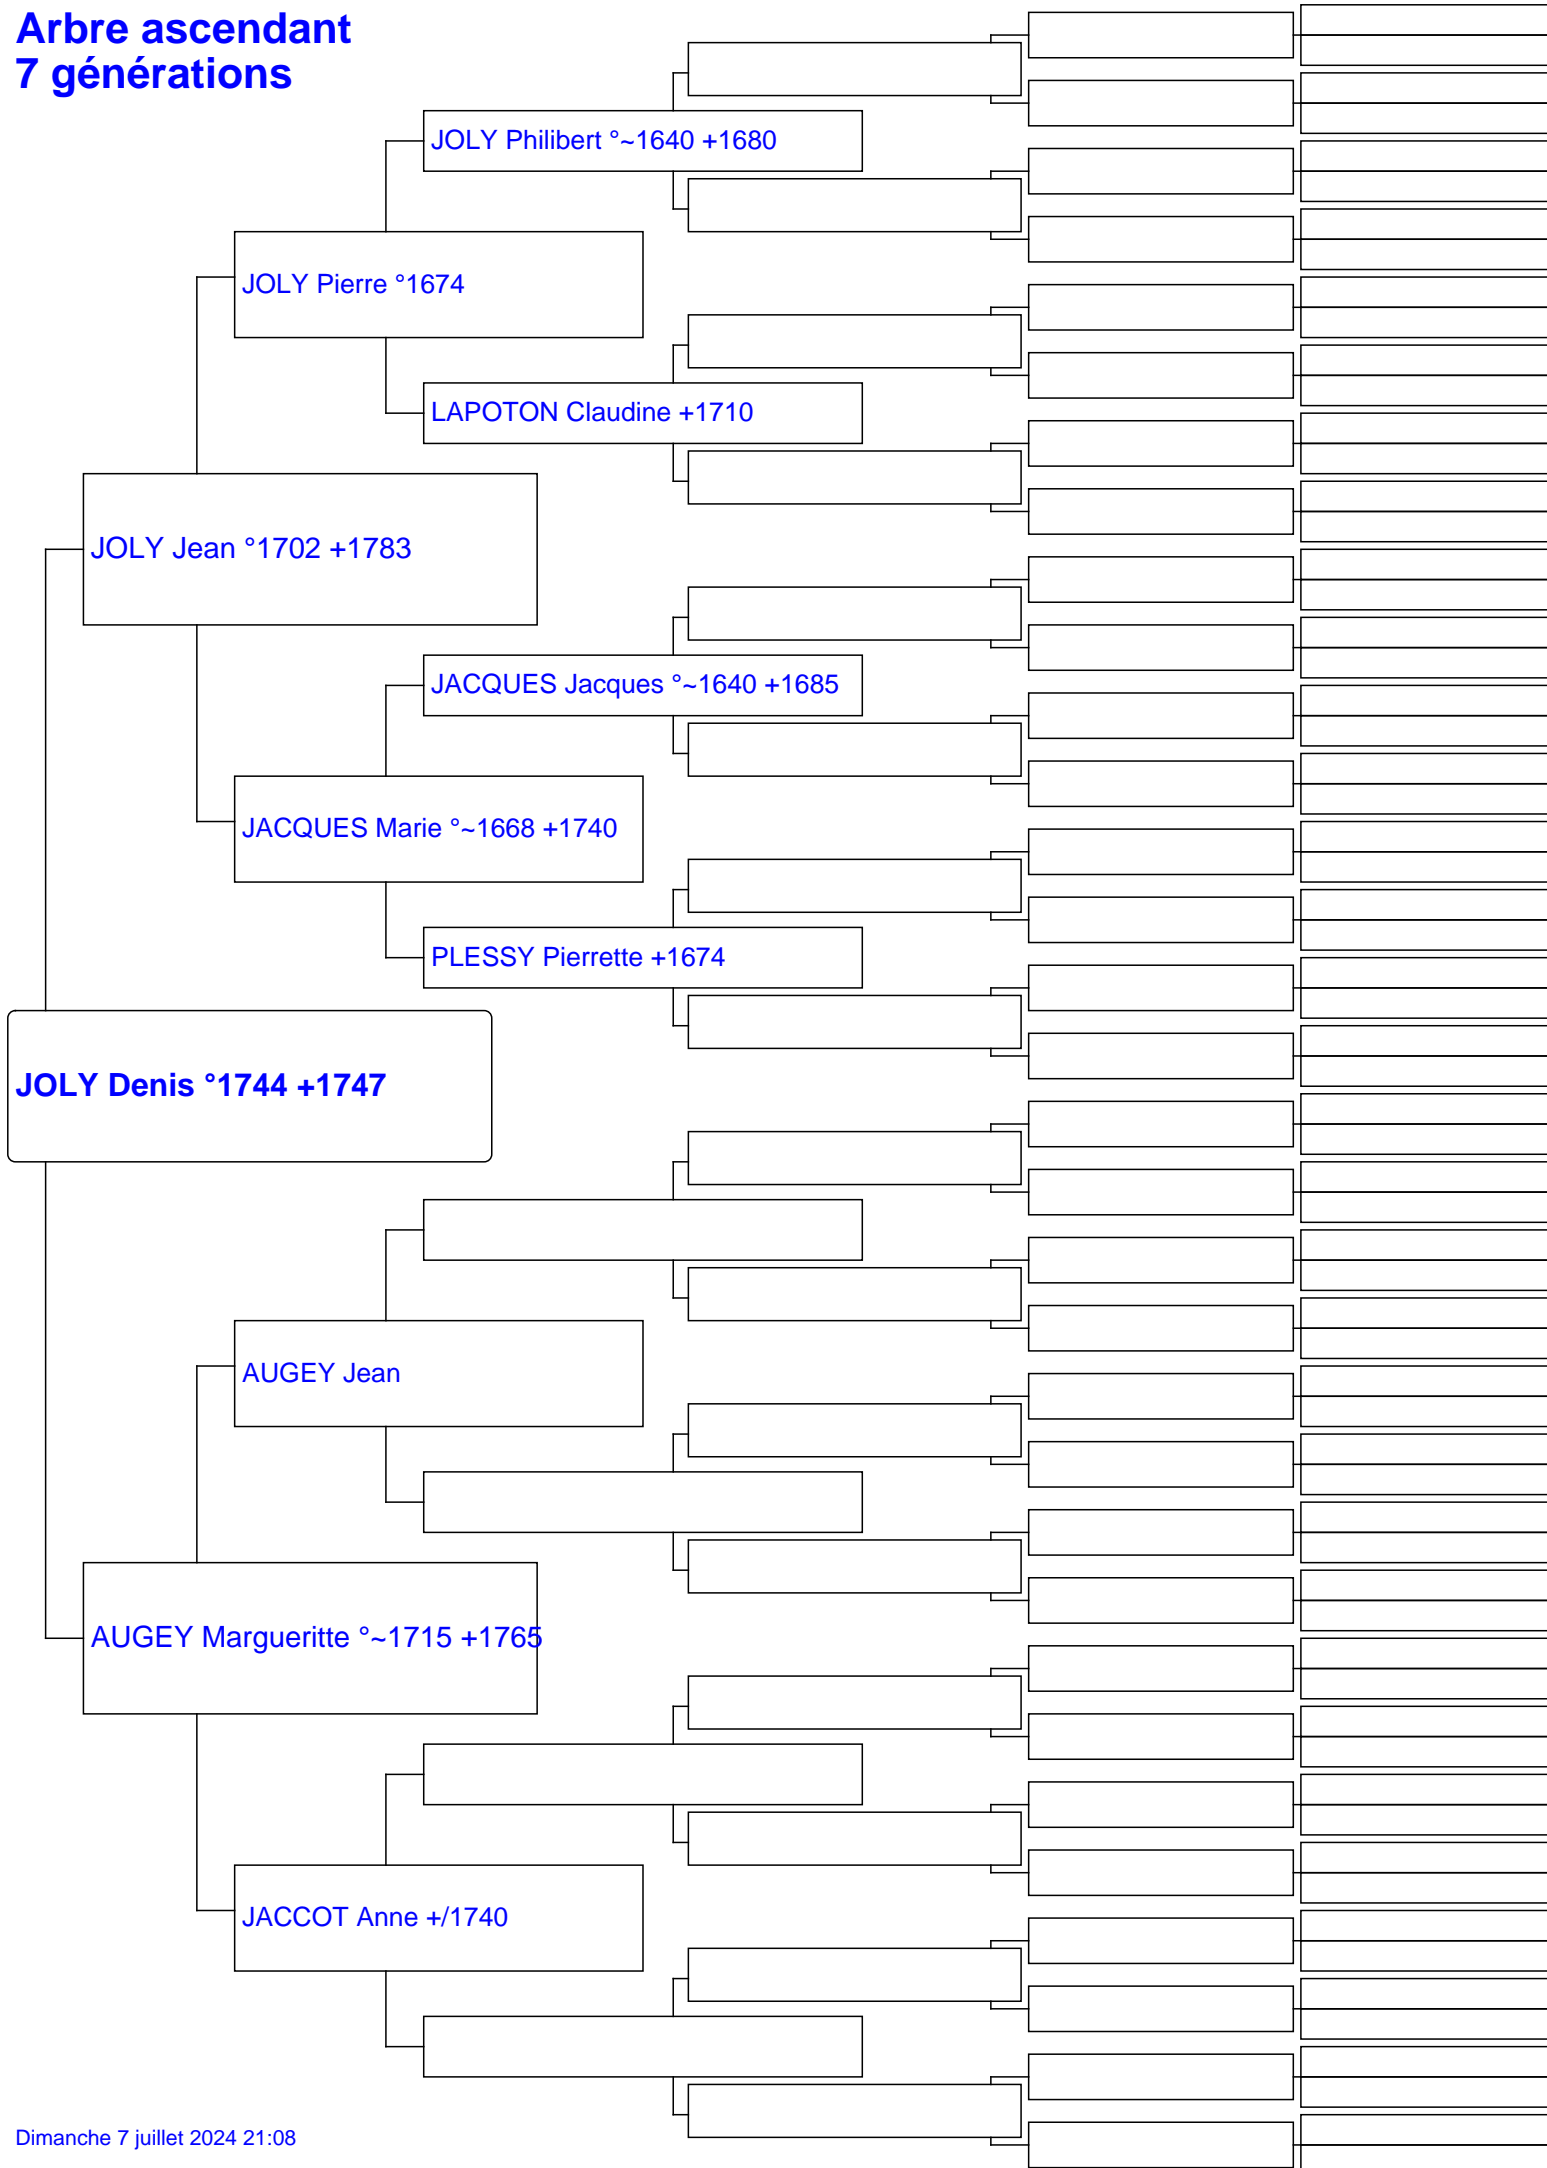 Arbre ascendant
7 générations
JOLY Philibert °~1640 +1680
JOLY Pierre °1674
LAPOTON Claudine +1710
JOLY Jean °1702 +1783
JACQUES Jacques °~1640 +1685
JACQUES Marie °~1668 +1740
PLESSY Pierrette +1674
JOLY Denis °1744 +1747
AUGEY Jean
AUGEY Margueritte °~1715 +1765
JACCOT Anne +/1740
Dimanche 7 juillet 2024 21:08